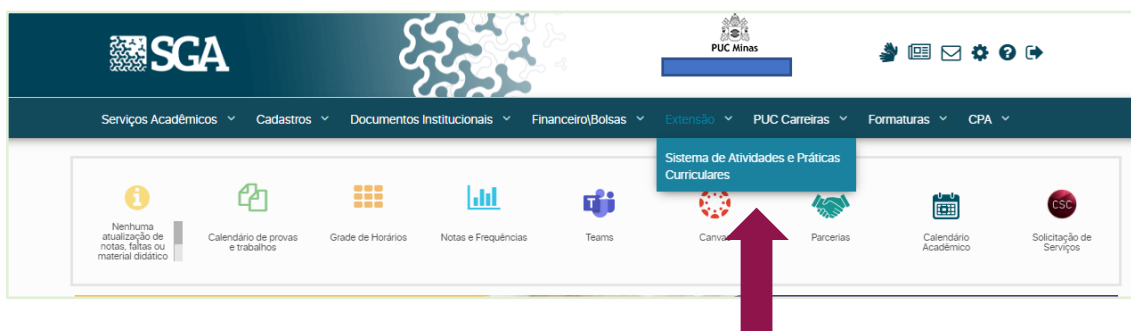 SGA
PUC Minas
Serviços Acadêmicos Cadastros Documentos Institucionais Financeiro\Bolsas Extensão PUC Carreiras Formaturas CPA
Sistema de Atividades e Práticas
Curriculares
Nenhuma
atualização de
notas, faltas ou
material didático
Calendário de provas
e trabalhos
Grade de Horários
Notas e Frequências
Teams
Canvas
Parcerias
Calendário
Acadêmico
CSC
Solicitação de
Serviços